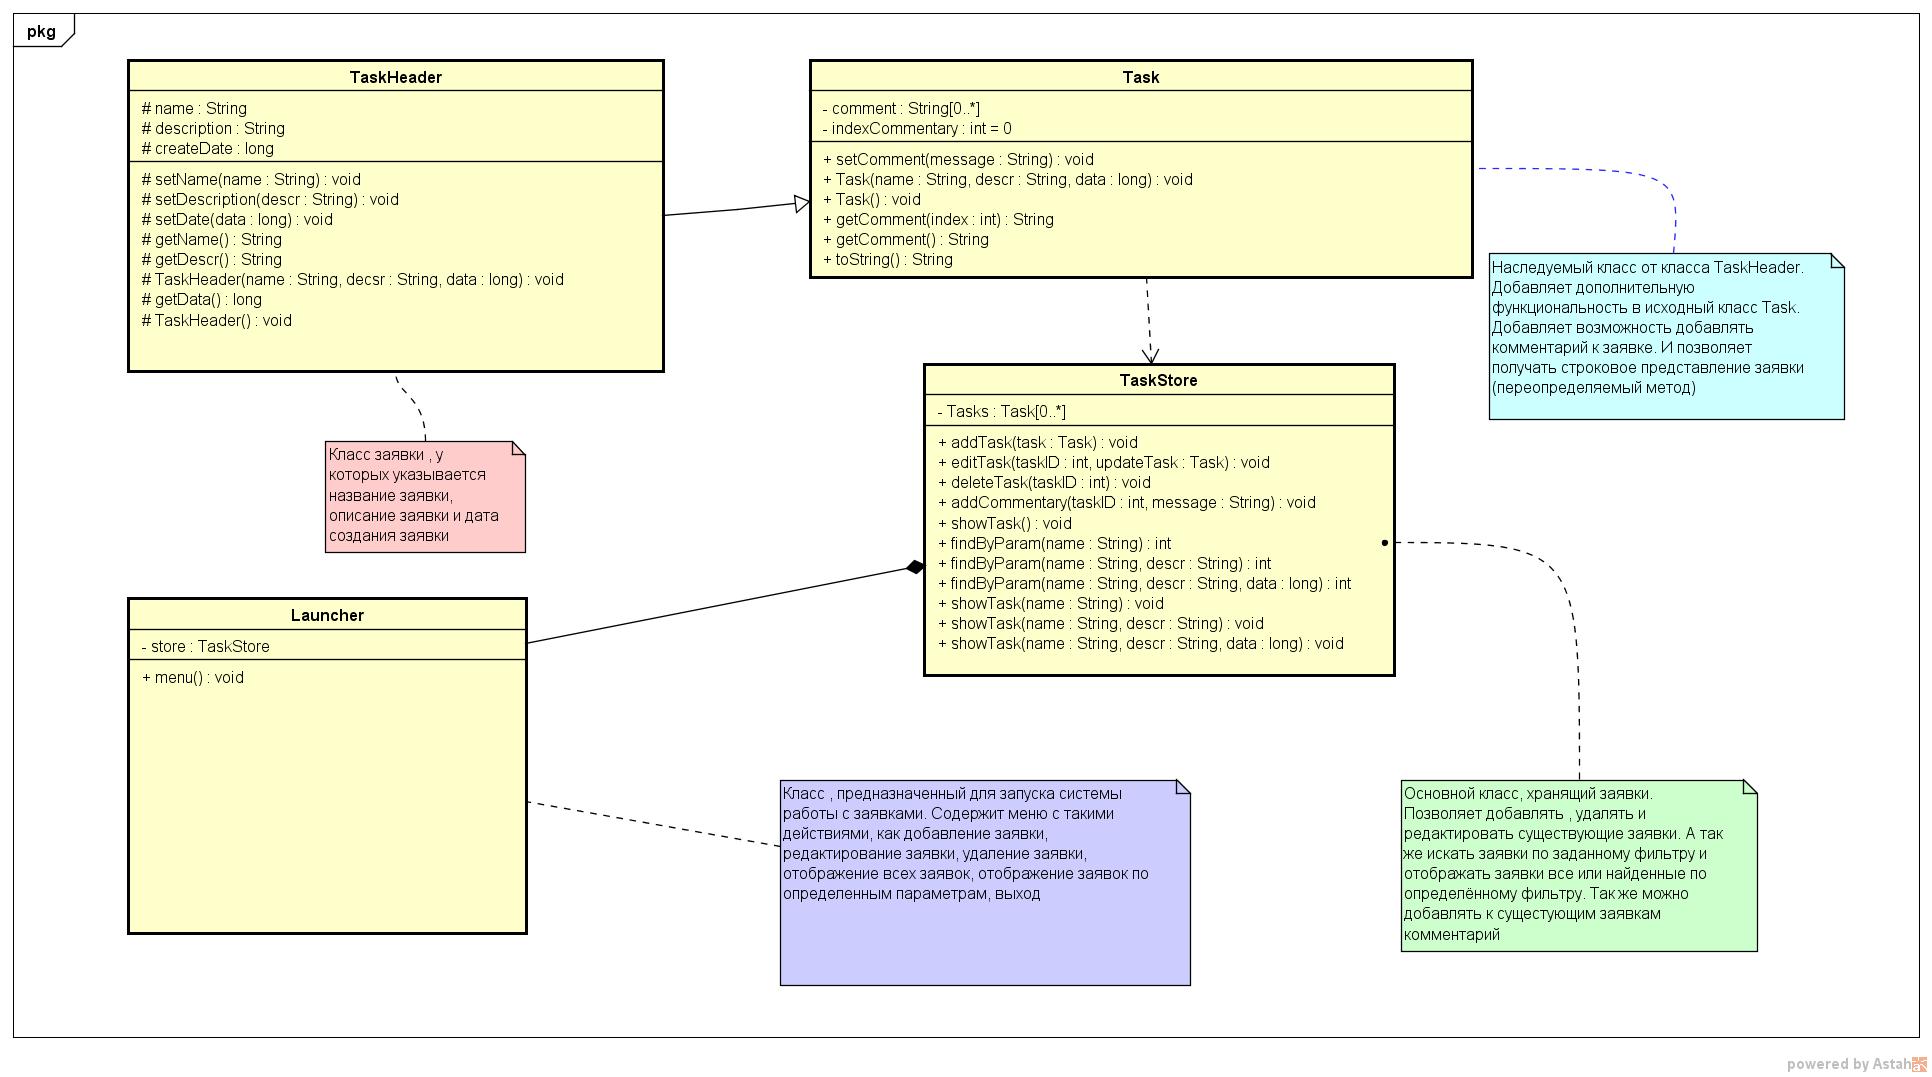 pkg
TaskHeader
# name : String
# description : String
# createDate : long
# setName(name : String) : void
# setDescription(descr : String) : void
# setDate(data : long) : void
# getName() : String
# getDescr() : String
# TaskHeader(name : String, decsr : String, data : long) : void
# getData() : long
# TaskHeader() : void
Task
- comment : String[0..*]
- indexCommentary : int = 0
+ setComment(message : String) : void
+ Task(name : String, descr : String, data : long) : void
+ Task() : void
+ getComment(index : int) : String
+ getComment() : String
+ toString() : String
Наследуемый класс от класса TaskHeader.
Добавляет дополнительную
функциональность в исходный класс Task.
Добавляет возможность добавлять
комментарий к заявке. И позволяет
получать строковое представление заявки
(переопределяемый метод)
TaskStore
- Tasks : Task[0..*]
+ addTask(task : Task) : void
+ editTask(taskID : int, updateTask : Task) : void
+ deleteTask(taskID : int) : void
+ addCommentary(taskID : int, message : String) : void
+ showTask() : void
+ findByParam(name : String) : int
+ findByParam(name : String, descr : String) : int
+ findByParam(name : String, descr : String, data : long) : int
+ showTask(name : String) : void
+ showTask(name : String, descr : String) : void
+ showTask(name : String, descr : String, data : long) : void
Класс заявки , у
которых указывается
название заявки,
описание заявки и дата
создания заявки
Launcher
- store : TaskStore
+ menu() : void
Класс , предназначенный для запуска системы
работы с заявками. Содержит меню с такими
действиями, как добавление заявки,
редактирование заявки, удаление заявки,
отображение всех заявок, отображение заявок по
определенным параметрам, выход
Основной класс, хранящий заявки.
Позволяет добавлять , удалять и
редактировать существующие заявки. А так
же искать заявки по заданному фильтру и
отображать заявки все или найденные по
определённому фильтру. Так же можно
добавлять к сущестующим заявкам
комментарий
powered by Astah